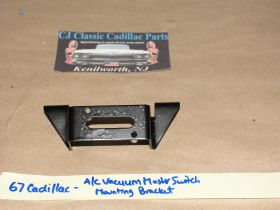 CJ Classic Cadillac Parts
Kenilworth, NJ
67 Cadillac - A/C Vacuum Master Switch
Mounting Bracket